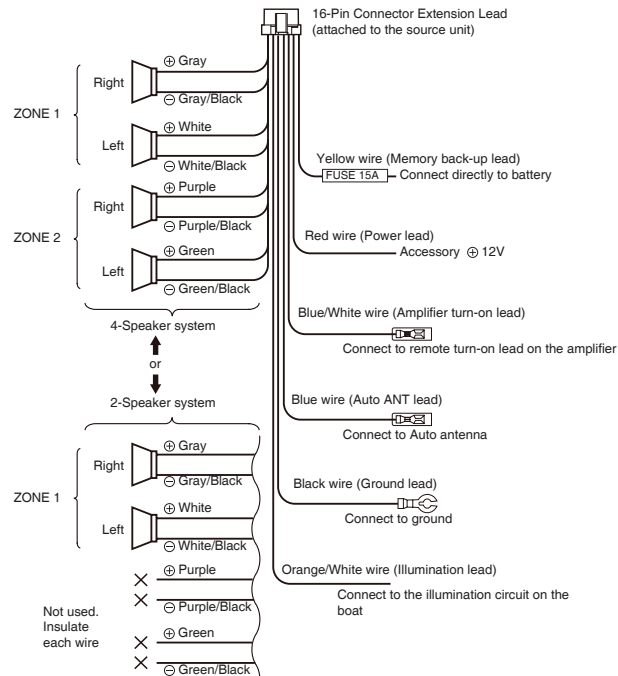 16-Pin Connector Extension Lead
(attached to the source unit)
ZONE 1
Right
⊕ Gray
⊖ Gray/Black
Left
⊕ White
⊖ White/Black
ZONE 2
Right
⊕ Purple
⊖ Purple/Black
Left
⊕ Green
⊖ Green/Black
4-Speaker system
or
2-Speaker system
ZONE 1
Right
⊕ Gray
⊖ Gray/Black
Left
⊕ White
⊖ White/Black
⊕ Purple
⊖ Purple/Black
Not used.
Insulate
each wire
⊕ Green
⊖ Green/Black
Yellow wire (Memory back-up lead)
FUSE 15A
Connect directly to battery
Red wire (Power lead)
Accessory ⊕ 12V
Blue/White wire (Amplifier turn-on lead)
Connect to remote turn-on lead on the amplifier
Blue wire (Auto ANT lead)
Connect to Auto antenna
Black wire (Ground lead)
Connect to ground
Orange/White wire (Illumination lead)
Connect to the illumination circuit on the
boat